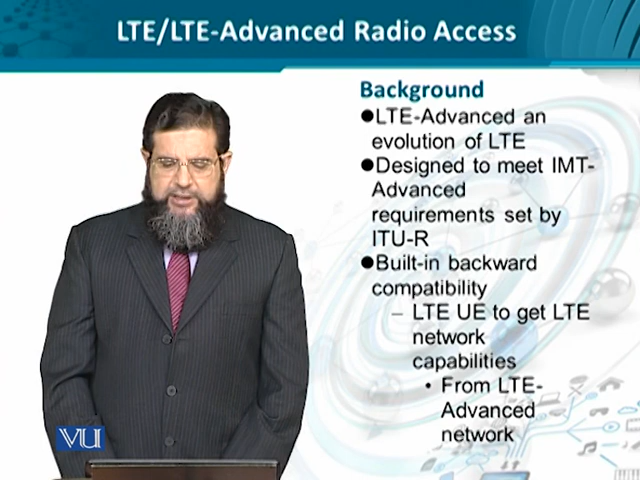 LTE/LTE-Advanced Radio Access
Background
●LTE-Advanced an
evolution of LTE
●Designed to meet IMT-
Advanced
requirements set by
ITU-R
●Built-in backward
compatibility
– LTE UE to get LTE
network
capabilities
• From LTE-
Advanced
network
VU